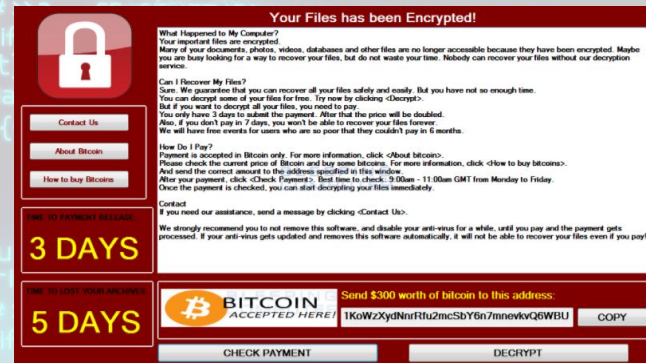 Your Files has been Encrypted!
What Happened to My Computer?
Your important files are encrypted.
Many of your documents, photos, videos, databases and other files are no longer accessible because they have been encrypted. Maybe
you are busy looking for a way to recover your files, but do not waste your time. Nobody can recover your files without our decryption
service.
Can I Recover My Files?
Sure. We guarantee that you can recover all your files safely and easily. But you have not so enough time.
You can decrypt some of your files for free. Try now by clicking <Decrypt>.
But if you want to decrypt all your files, you need to pay.
You only have 3 days to submit the payment. After that the price will be doubled.
Also, if you don't pay in 7 days, you won't be able to recover your files forever.
We will have free events for users who are so poor that they couldn't pay in 6 months.
How Do I Pay?
Payment is accepted in Bitcoin only. For more information, click <About bitcoin>.
Please check the current price of Bitcoin and buy some bitcoins. For more information, click <How to buy bitcoins>.
And send the correct amount to the address specified in this window.
After your payment, click <Check Payment>. Best time to check: 9:00am - 11:00am GMT from Monday to Friday.
Once the payment is checked, you can start decrypting your files immediately.
Contact
If you need our assistance, send a message by clicking <Contact Us>.
We strongly recommend you to not remove this software, and disable your anti-virus for a while, until you pay and the payment gets
processed. If your anti-virus gets updated and removes this software automatically, it will not be able to recover your files even if you pay!
Contact Us
About Bitcoin
How to buy Bitcoins
TIME TO PAYMENT RELEASE:
3 DAYS
TIME TO LOST YOUR ARCHIVES:
5 DAYS
BITCOIN
ACCEPTED HERE!
Send $300 worth of bitcoin to this address:
1KoWzXydNnrRfu2mcSbY6n7mnevkvQ6WBU
COPY
CHECK PAYMENT
DECRYPT